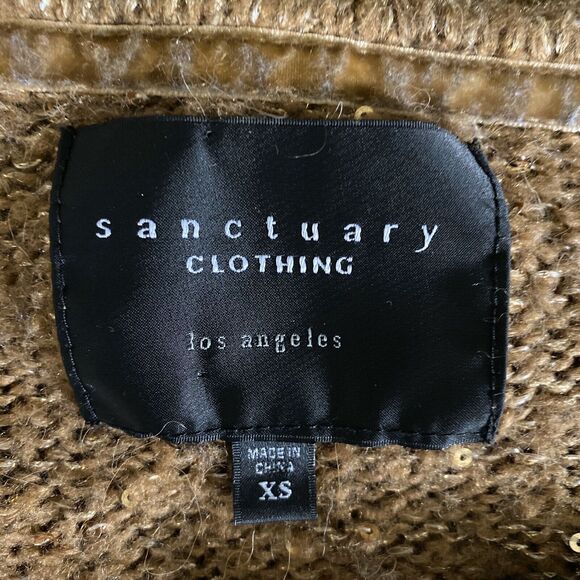 sanctuary
CLOTHING
los angeles
MADE IN
CHINA
XS